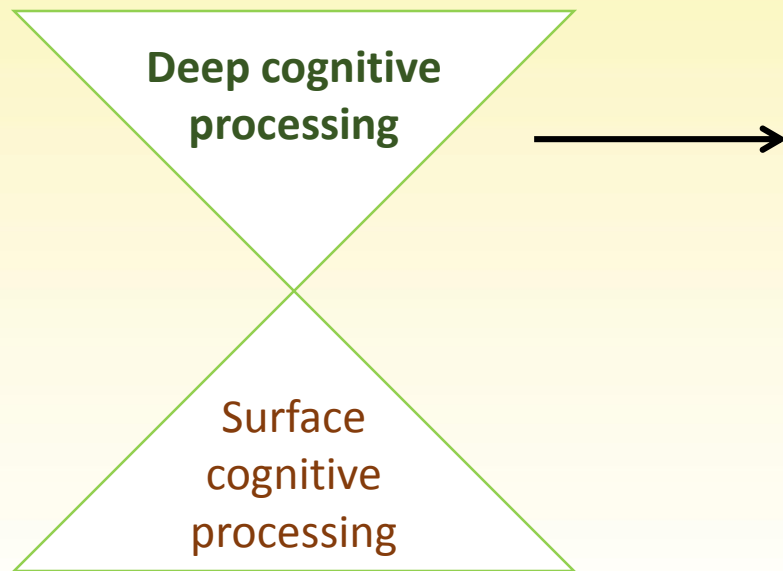 Deep cognitive
processing
Surface
cognitive
processing